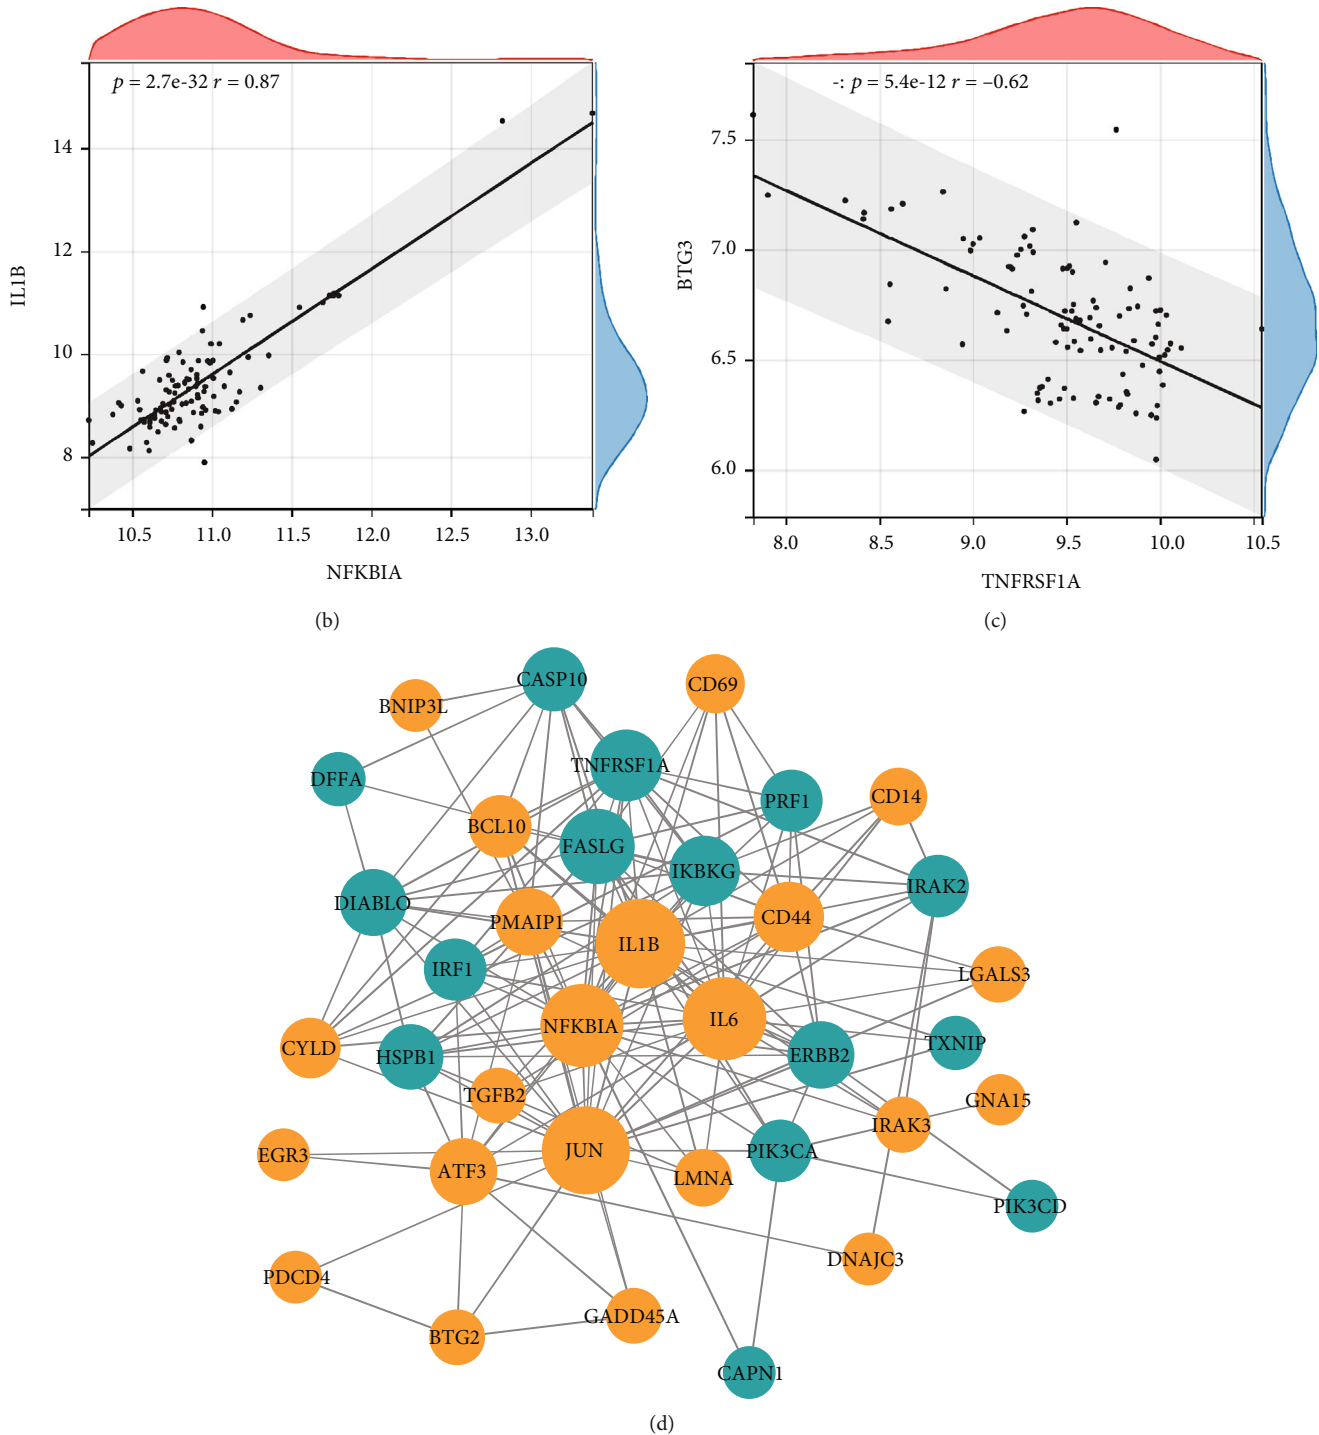 p = 2.7e-32 r = 0.87
14
12
10
8
IL1B
10.5 11.0 11.5 12.0 12.5 13.0
NFKBIA
(b)
-: p = 5.4e-12 r = –0.62
7.5
7.0
6.5
6.0
BTG3
8.0 8.5 9.0 9.5 10.0 10.5
TNFRSF1A
(c)
CASP10
CD69
BNIP3L
TNFRSF1A
DFFA
PRF1
CD14
BCL10
FASLG
IKBKG
IRAK2
DIABLO
PMAIP1
CD44
IL1B
IRF1
LGALS3
NFKBIA
IL6
CYLD
HSPB1
ERBB2
TXNIP
TGFB2
GNA15
IRAK3
EGR3
ATF3
JUN
PIK3CA
LMNA
PIK3CD
DNAJC3
PDCD4
GADD45A
BTG2
CAPN1
(d)